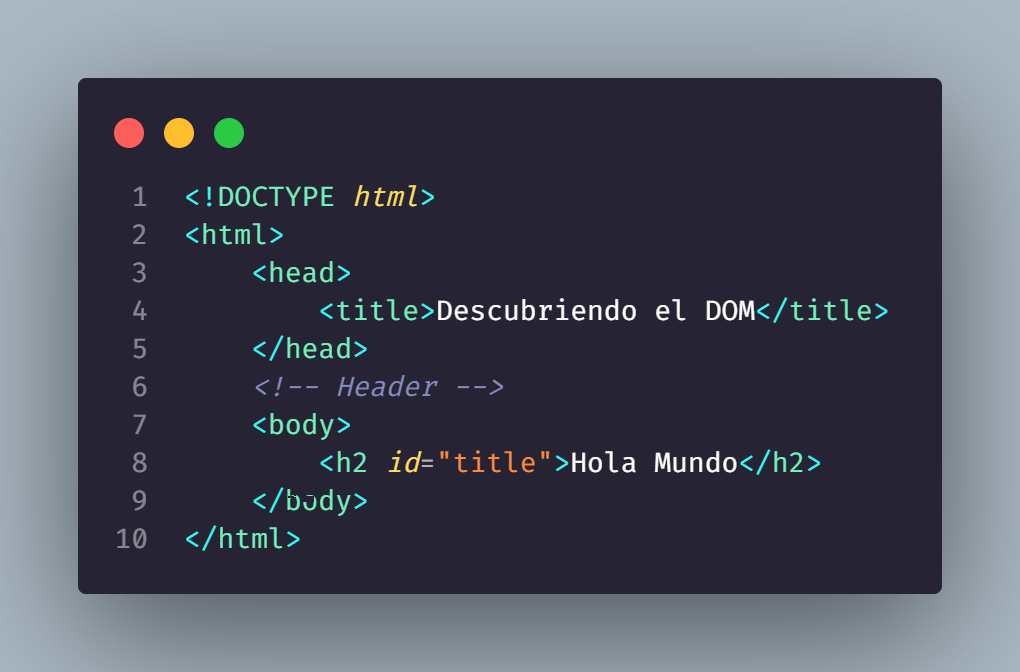 1 <!DOCTYPE html>
2 <html>
3     <head>
4         <title>Descubriendo el DOM</title>
5     </head>
6     <!-- Header -->
7     <body>
8         <h2 id="title">Hola Mundo</h2>
9     </body>
10 </html>